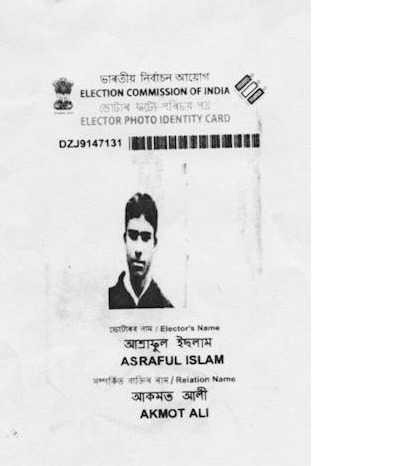 ভাৰতীয় নিৰ্বাচন আয়োগ
ELECTION COMMISSION OF INDIA
ভোটাৰ ফটো পৰিচয় পত্ৰ
ELECTOR PHOTO IDENTITY CARD
DZJ9147131
ভোটাৰৰ নাম / Elector's Name
আশ্ৰাফুল ইছলাম
ASRAFUL ISLAM
সম্পৰ্কিত ব্যক্তিৰ নাম / Relation Name
আকমত আলী
AKMOT ALI